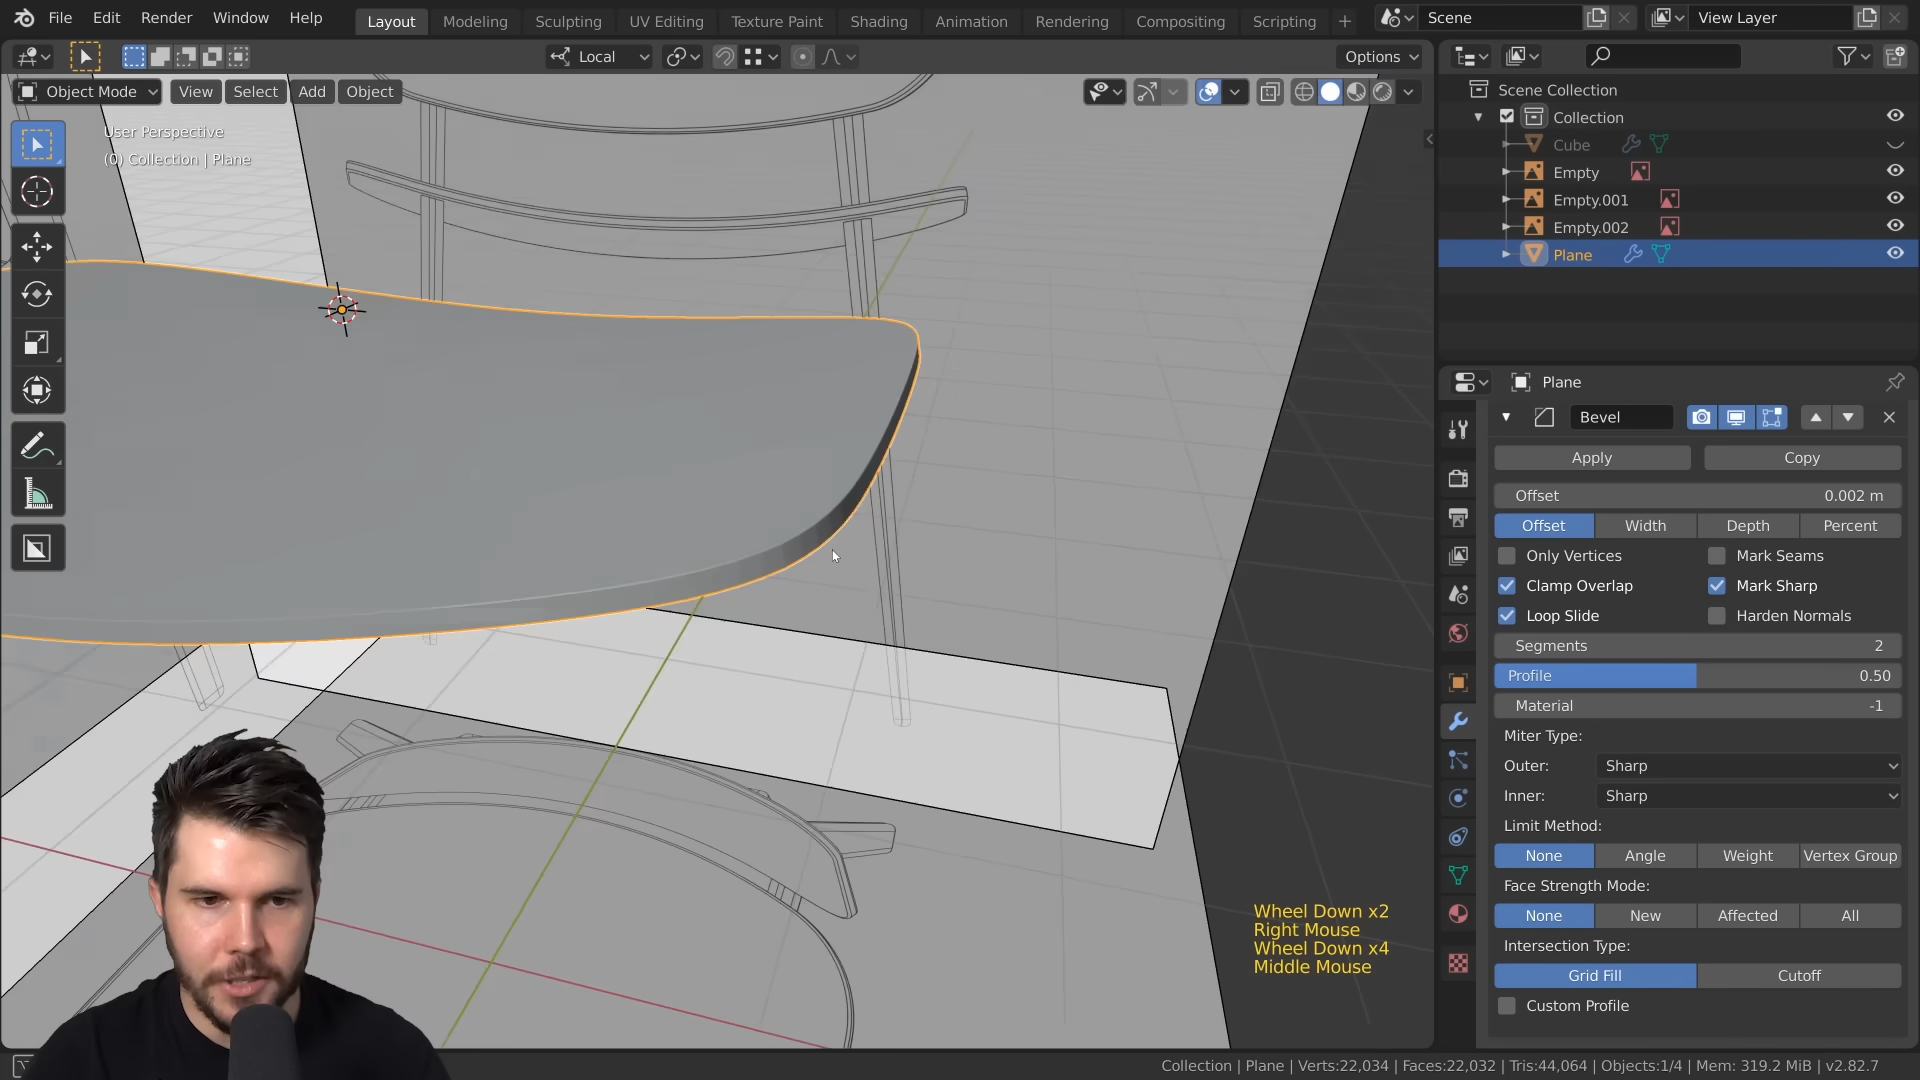 File Edit Render Window Help
Layout Modeling Sculpting UV Editing Texture Paint Shading Animation Rendering Compositing Scripting +
Scene
View Layer
Local
Options
Object Mode View Select Add Object
User Perspective
(0) Collection | Plane
Scene Collection
Collection
Cube
Empty
Empty.001
Empty.002
Plane
Plane
Bevel
Apply Copy
Offset 0.002 m
Offset Width Depth Percent
Only Vertices Mark Seams
Clamp Overlap Mark Sharp
Loop Slide Harden Normals
Segments 2
Profile 0.50
Material -1
Miter Type:
Outer: Sharp
Inner: Sharp
Limit Method:
None Angle Weight Vertex Group
Face Strength Mode:
None New Affected All
Intersection Type:
Grid Fill Cutoff
Custom Profile
Wheel Down x2
Right Mouse
Wheel Down x4
Middle Mouse
Collection | Plane | Verts:22,034 | Faces:22,032 | Tris:44,064 | Objects:1/4 | Mem: 319.2 MiB | v2.82.7